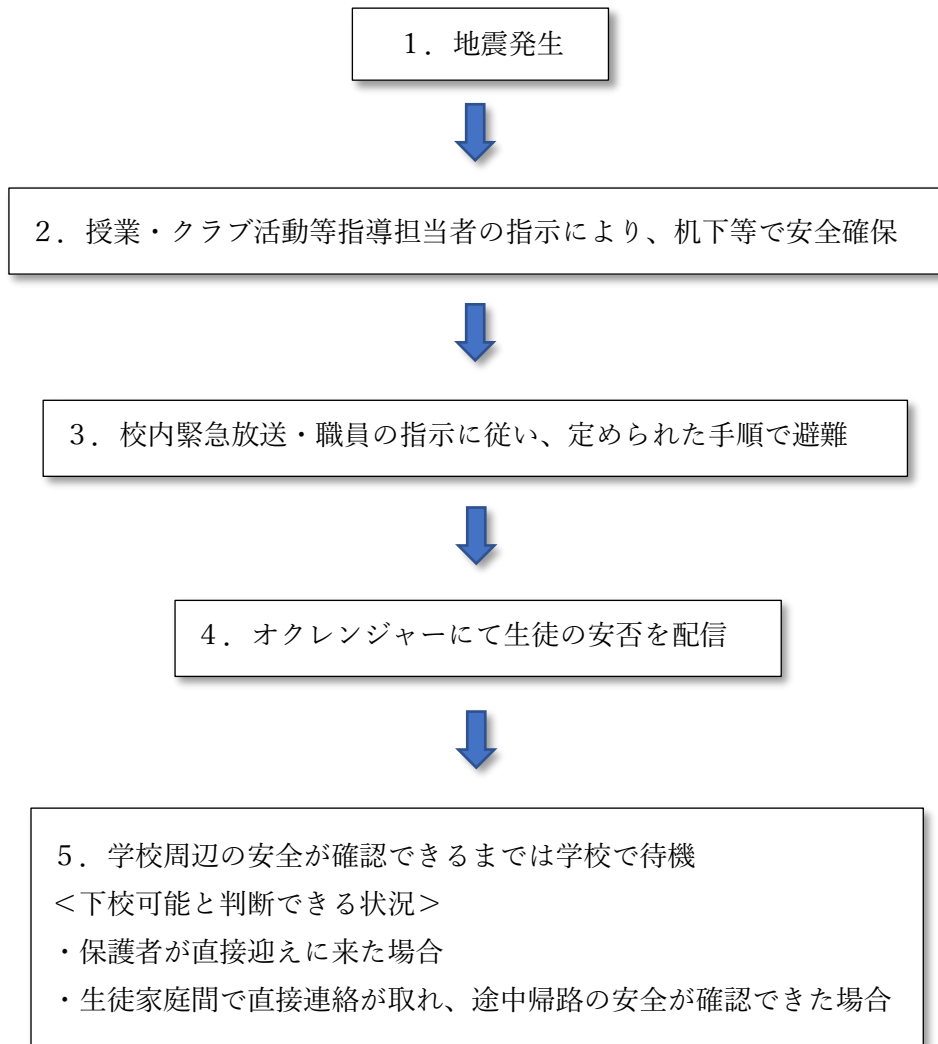 １．地震発生
２．授業・クラブ活動等指導担当者の指示により、机下等で安全確保
３．校内緊急放送・職員の指示に従い、定められた手順で避難
４．オクレンジャーにて生徒の安否を配信
５．学校周辺の安全が確認できるまでは学校で待機
＜下校可能と判断できる状況＞
・保護者が直接迎えに来た場合
・生徒家庭間で直接連絡が取れ、途中帰路の安全が確認できた場合